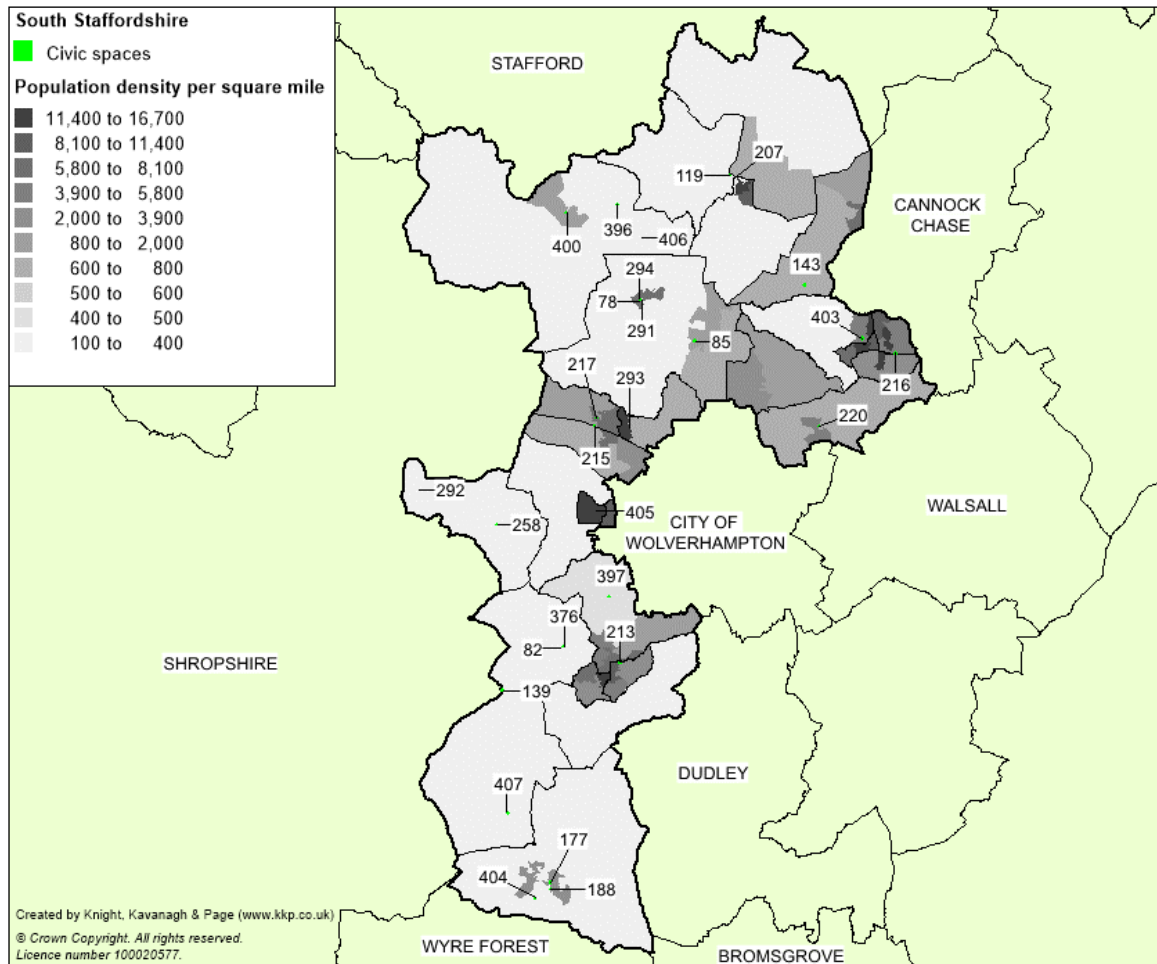 South Staffordshire
Civic spaces
Population density per square mile
11,400 to 16,700
8,100 to 11,400
5,800 to 8,100
3,900 to 5,800
2,000 to 3,900
800 to 2,000
600 to 800
500 to 600
400 to 500
100 to 400
STAFFORD
207
119
CANNOCK
CHASE
396
400
406
143
294
78
403
291
85
217
293
216
220
215
292
405
WALSALL
258
CITY OF
WOLVERHAMPTON
397
376
213
82
SHROPSHIRE
139
DUDLEY
407
177
404
188
Created by Knight, Kavanagh & Page (www.kkp.co.uk)
© Crown Copyright. All rights reserved.
Licence number 100020577.
WYRE FOREST
BROMSGROVE